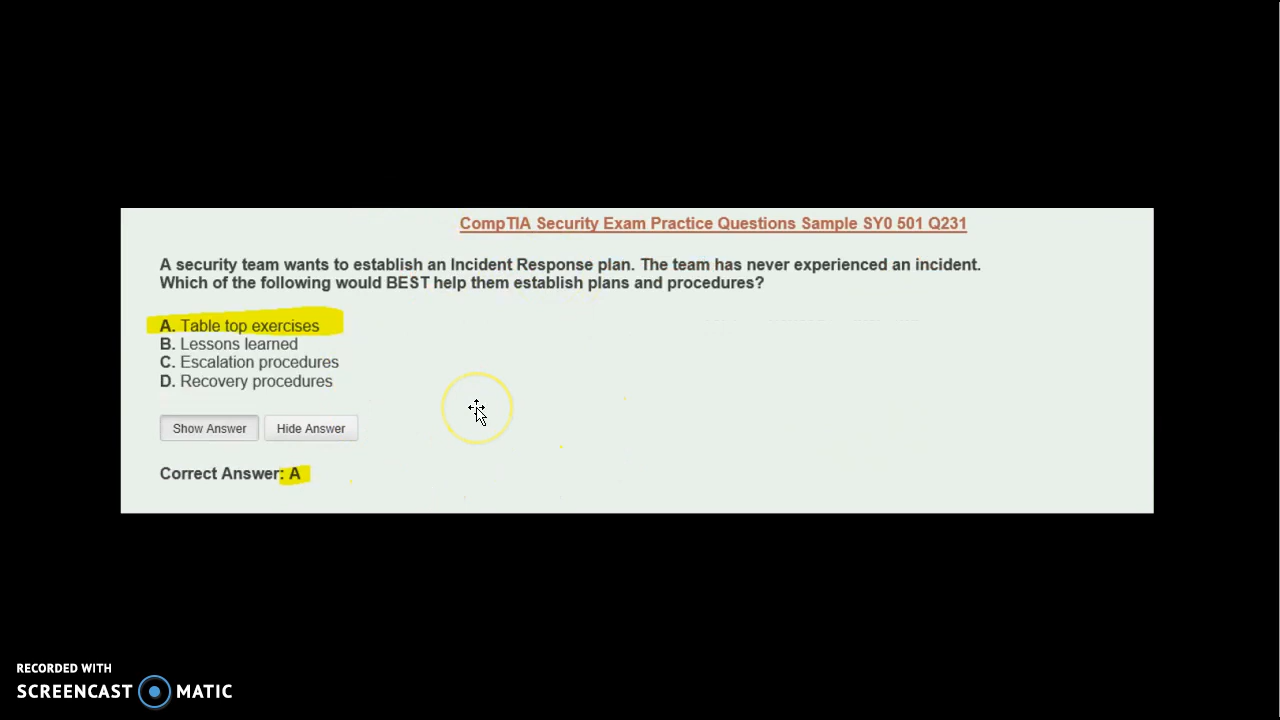 CompTIA Security Exam Practice Questions Sample SY0 501 Q231
A security team wants to establish an Incident Response plan. The team has never experienced an incident.
Which of the following would BEST help them establish plans and procedures?
A. Table top exercises
B. Lessons learned
C. Escalation procedures
D. Recovery procedures
Show Answer Hide Answer
Correct Answer: A
RECORDED WITH
SCREENCAST MATIC